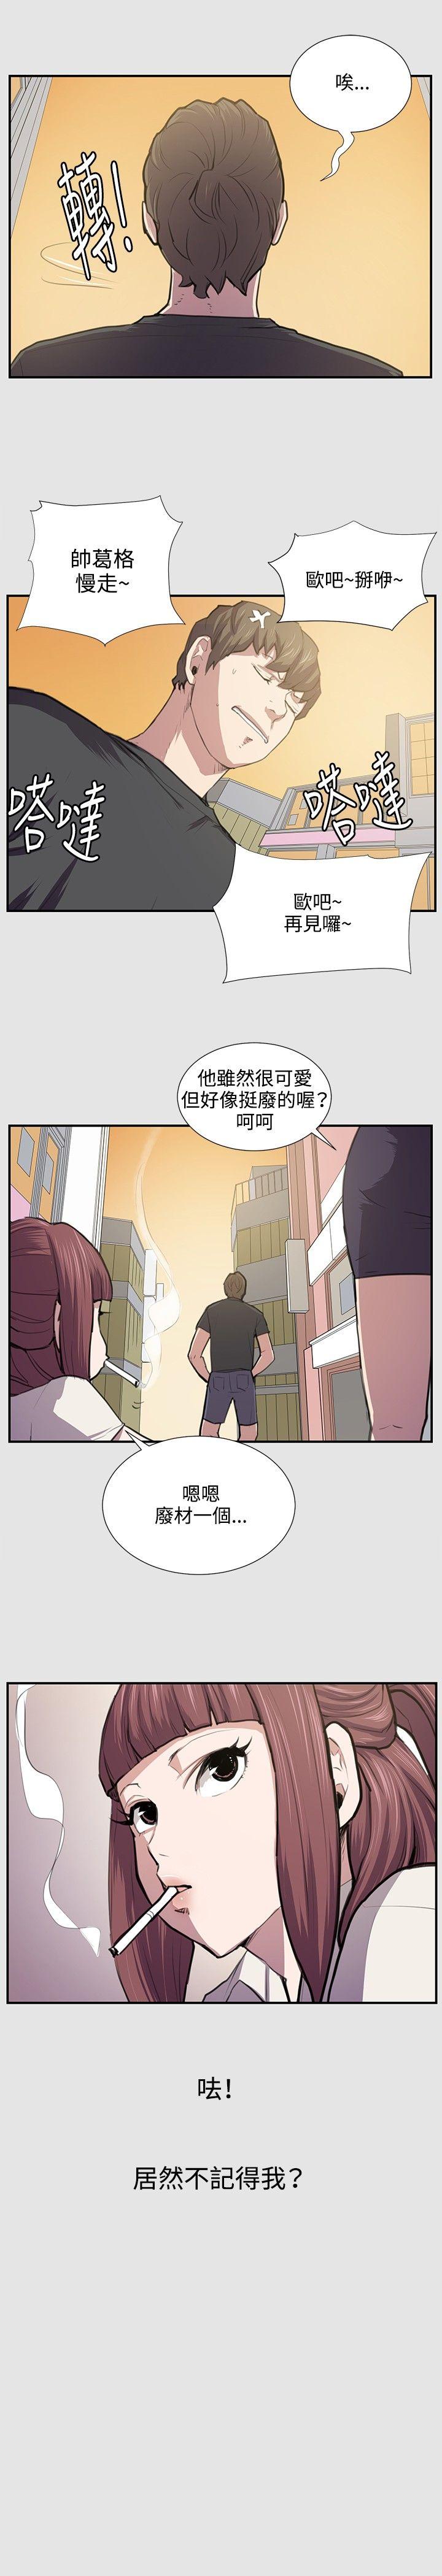 唉...
轉!
帥葛格
慢走~
歐吧~掰咿~
嗒噠
嗒噠
歐吧~
再見囉~
他雖然很可愛
但好像挺廢的喔?
呵呵
嗯嗯
廢材一個...
呿!
居然不記得我?